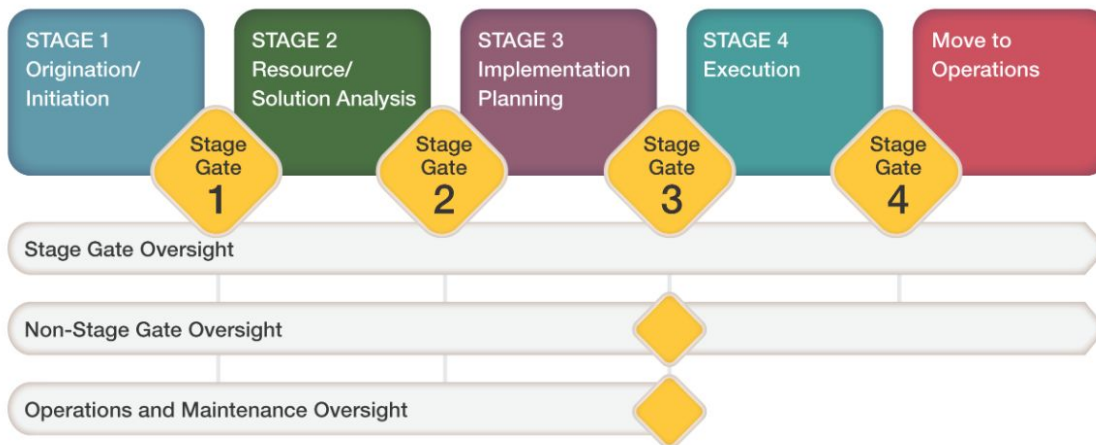 STAGE 1
Origination/
Initiation
STAGE 2
Resource/
Solution Analysis
STAGE 3
Implementation
Planning
STAGE 4
Execution
Move to
Operations
Stage
Gate
1
Stage
Gate
2
Stage
Gate
3
Stage
Gate
4
Stage Gate Oversight
Non-Stage Gate Oversight
Operations and Maintenance Oversight